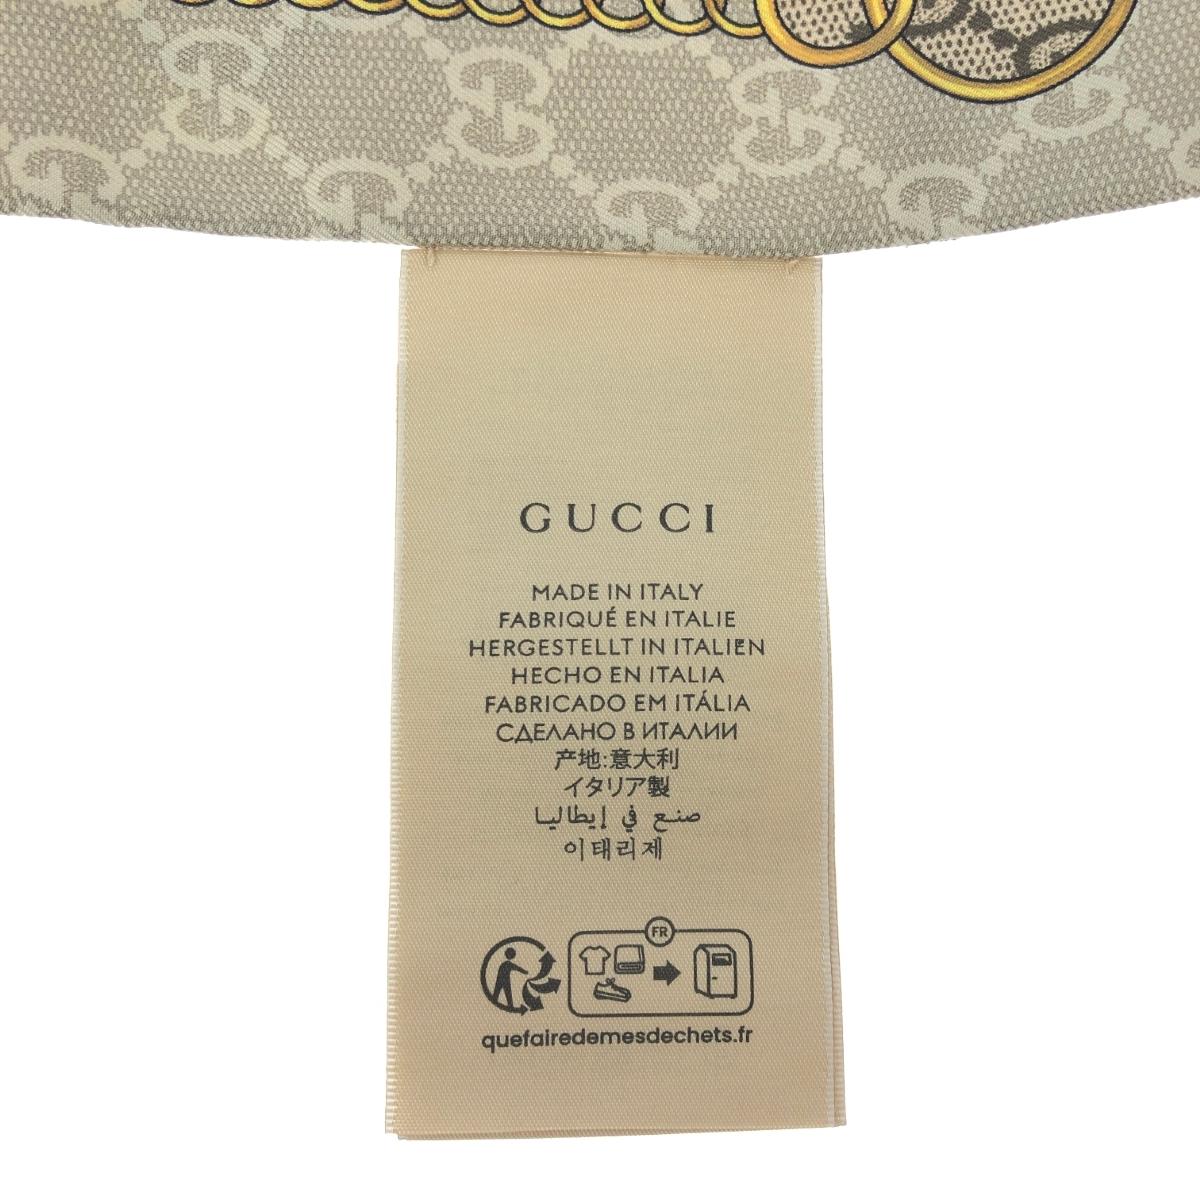 GUCCI
MADE IN ITALY
FABRIQUÉ EN ITALIE
HERGESTELLT IN ITALIEN
HECHO EN ITALIA
FABRICADO EM ITÁLIA
СДЕЛАНО В ИТАЛИИ
产地:意大利
イタリア製
صنع في إيطاليا
이태리제
FR
quefairedemesdechets.fr